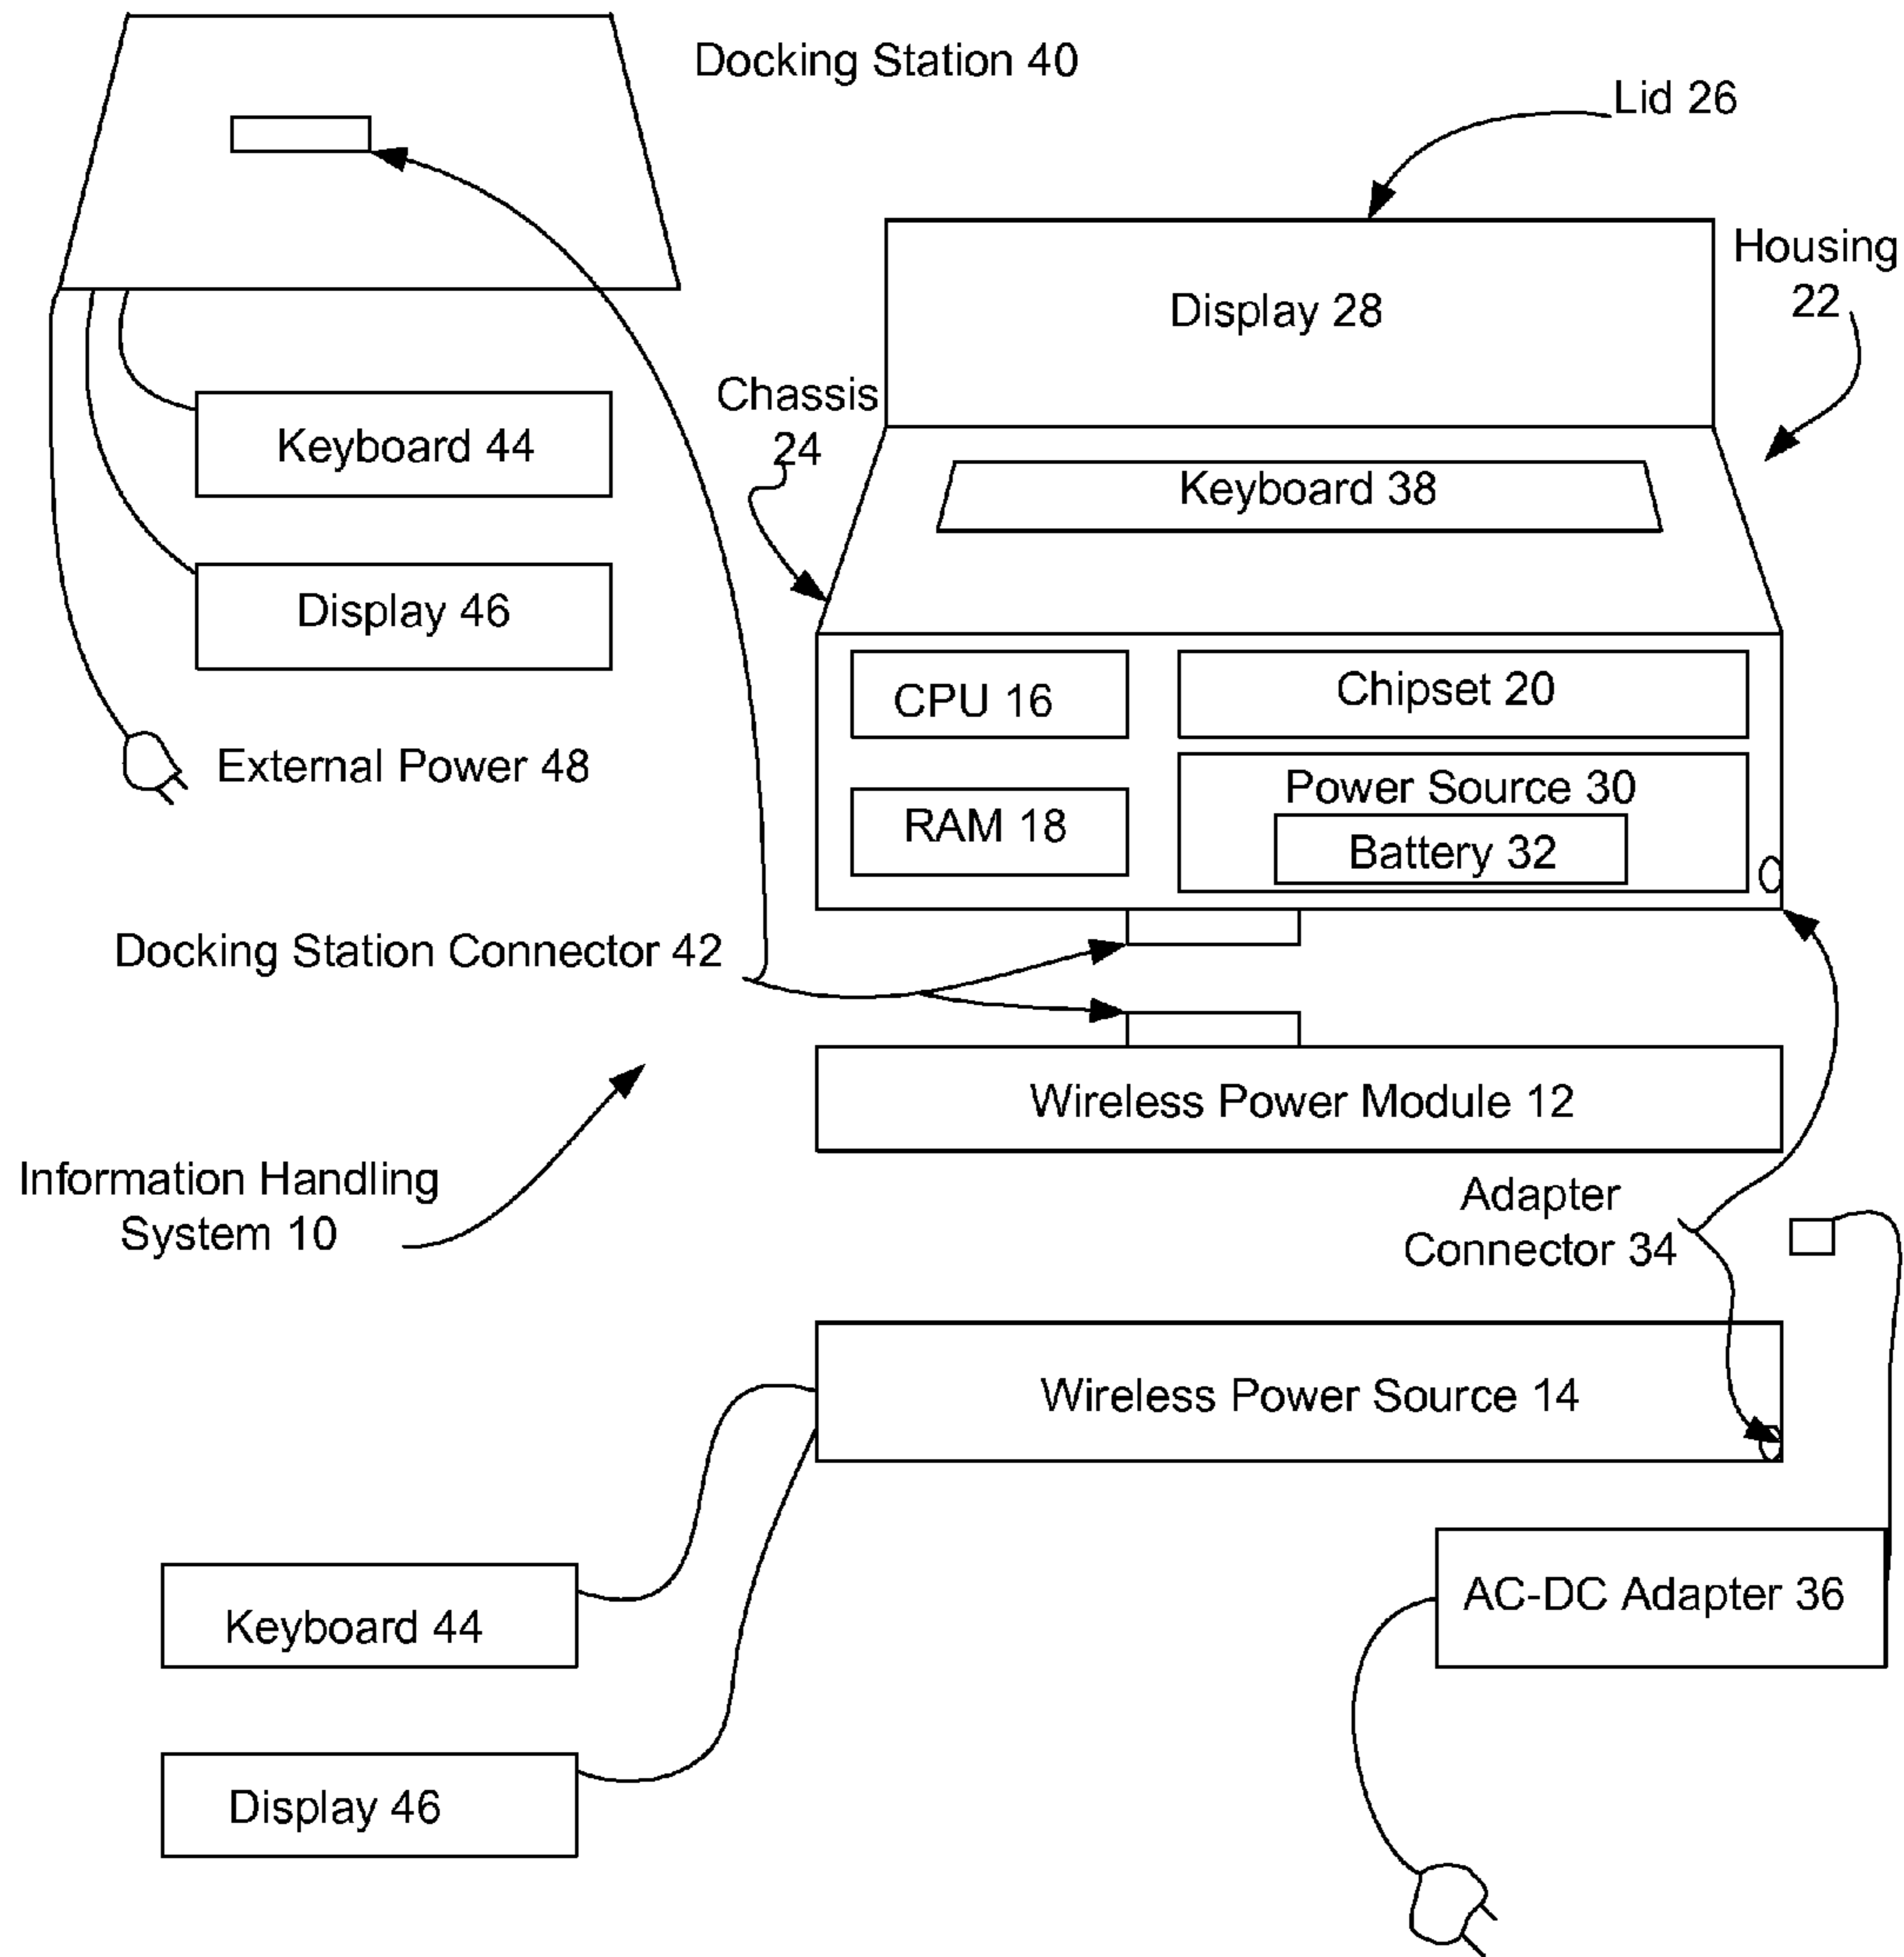 Docking Station 40
Lid 26
Housing
22
Display 28
Chassis
24
Keyboard 44
Keyboard 38
Display 46
CPU 16
Chipset 20
External Power 48
Power Source 30
RAM 18
Battery 32
Docking Station Connector 42
Wireless Power Module 12
Information Handling
System 10
Adapter
Connector 34
Wireless Power Source 14
AC-DC Adapter 36
Keyboard 44
Display 46